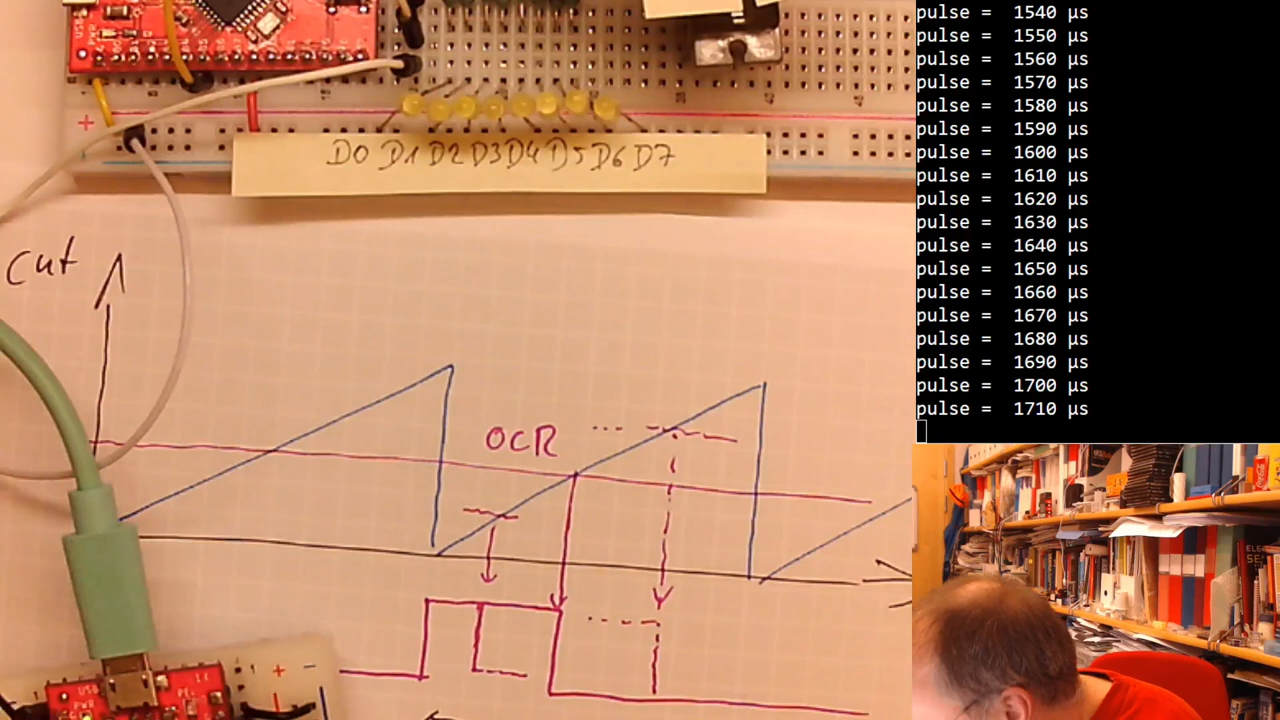 D0 D1 D2 D3 D4 D5 D6 D7
cut
OCR
pulse =  1540 µs
pulse =  1550 µs
pulse =  1560 µs
pulse =  1570 µs
pulse =  1580 µs
pulse =  1590 µs
pulse =  1600 µs
pulse =  1610 µs
pulse =  1620 µs
pulse =  1630 µs
pulse =  1640 µs
pulse =  1650 µs
pulse =  1660 µs
pulse =  1670 µs
pulse =  1680 µs
pulse =  1690 µs
pulse =  1700 µs
pulse =  1710 µs